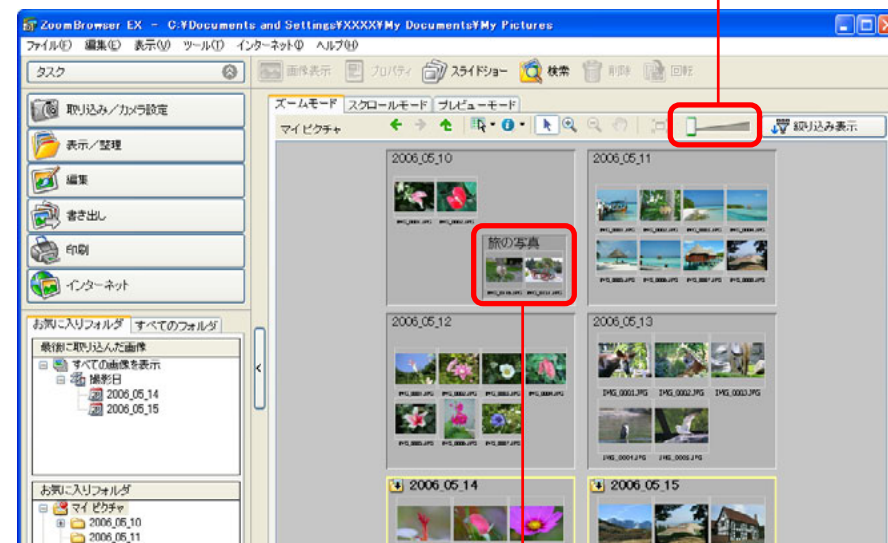 ZoomBrowser EX - C:¥Documents and Settings¥XXXX¥My Documents¥My Pictures
ファイル(F) 編集(E) 表示(V) ツール(T) インターネット(I) ヘルプ(H)
タスク
画像表示 プロパティ スライドショー 検索 削除 回転
取り込み/カメラ設定
表示/整理
編集
書き出し
印刷
インターネット
ズームモード スクロールモード プレビューモード
マイ ピクチャ
絞り込み表示
2006_05_10
旅の写真
2006_05_11
2006_05_12
2006_05_13
IMG_0001.JPG IMG_0002.JPG IMG_0003.JPG
IMG_0004.JPG IMG_0005.JPG
2006_05_14
2006_05_15
お気に入りフォルダ すべてのフォルダ
最後に取り込んだ画像
すべての画像を表示
撮影日
2006_05_14
2006_05_15
お気に入りフォルダ
マイ ピクチャ
2006_05_10
2006_05_11